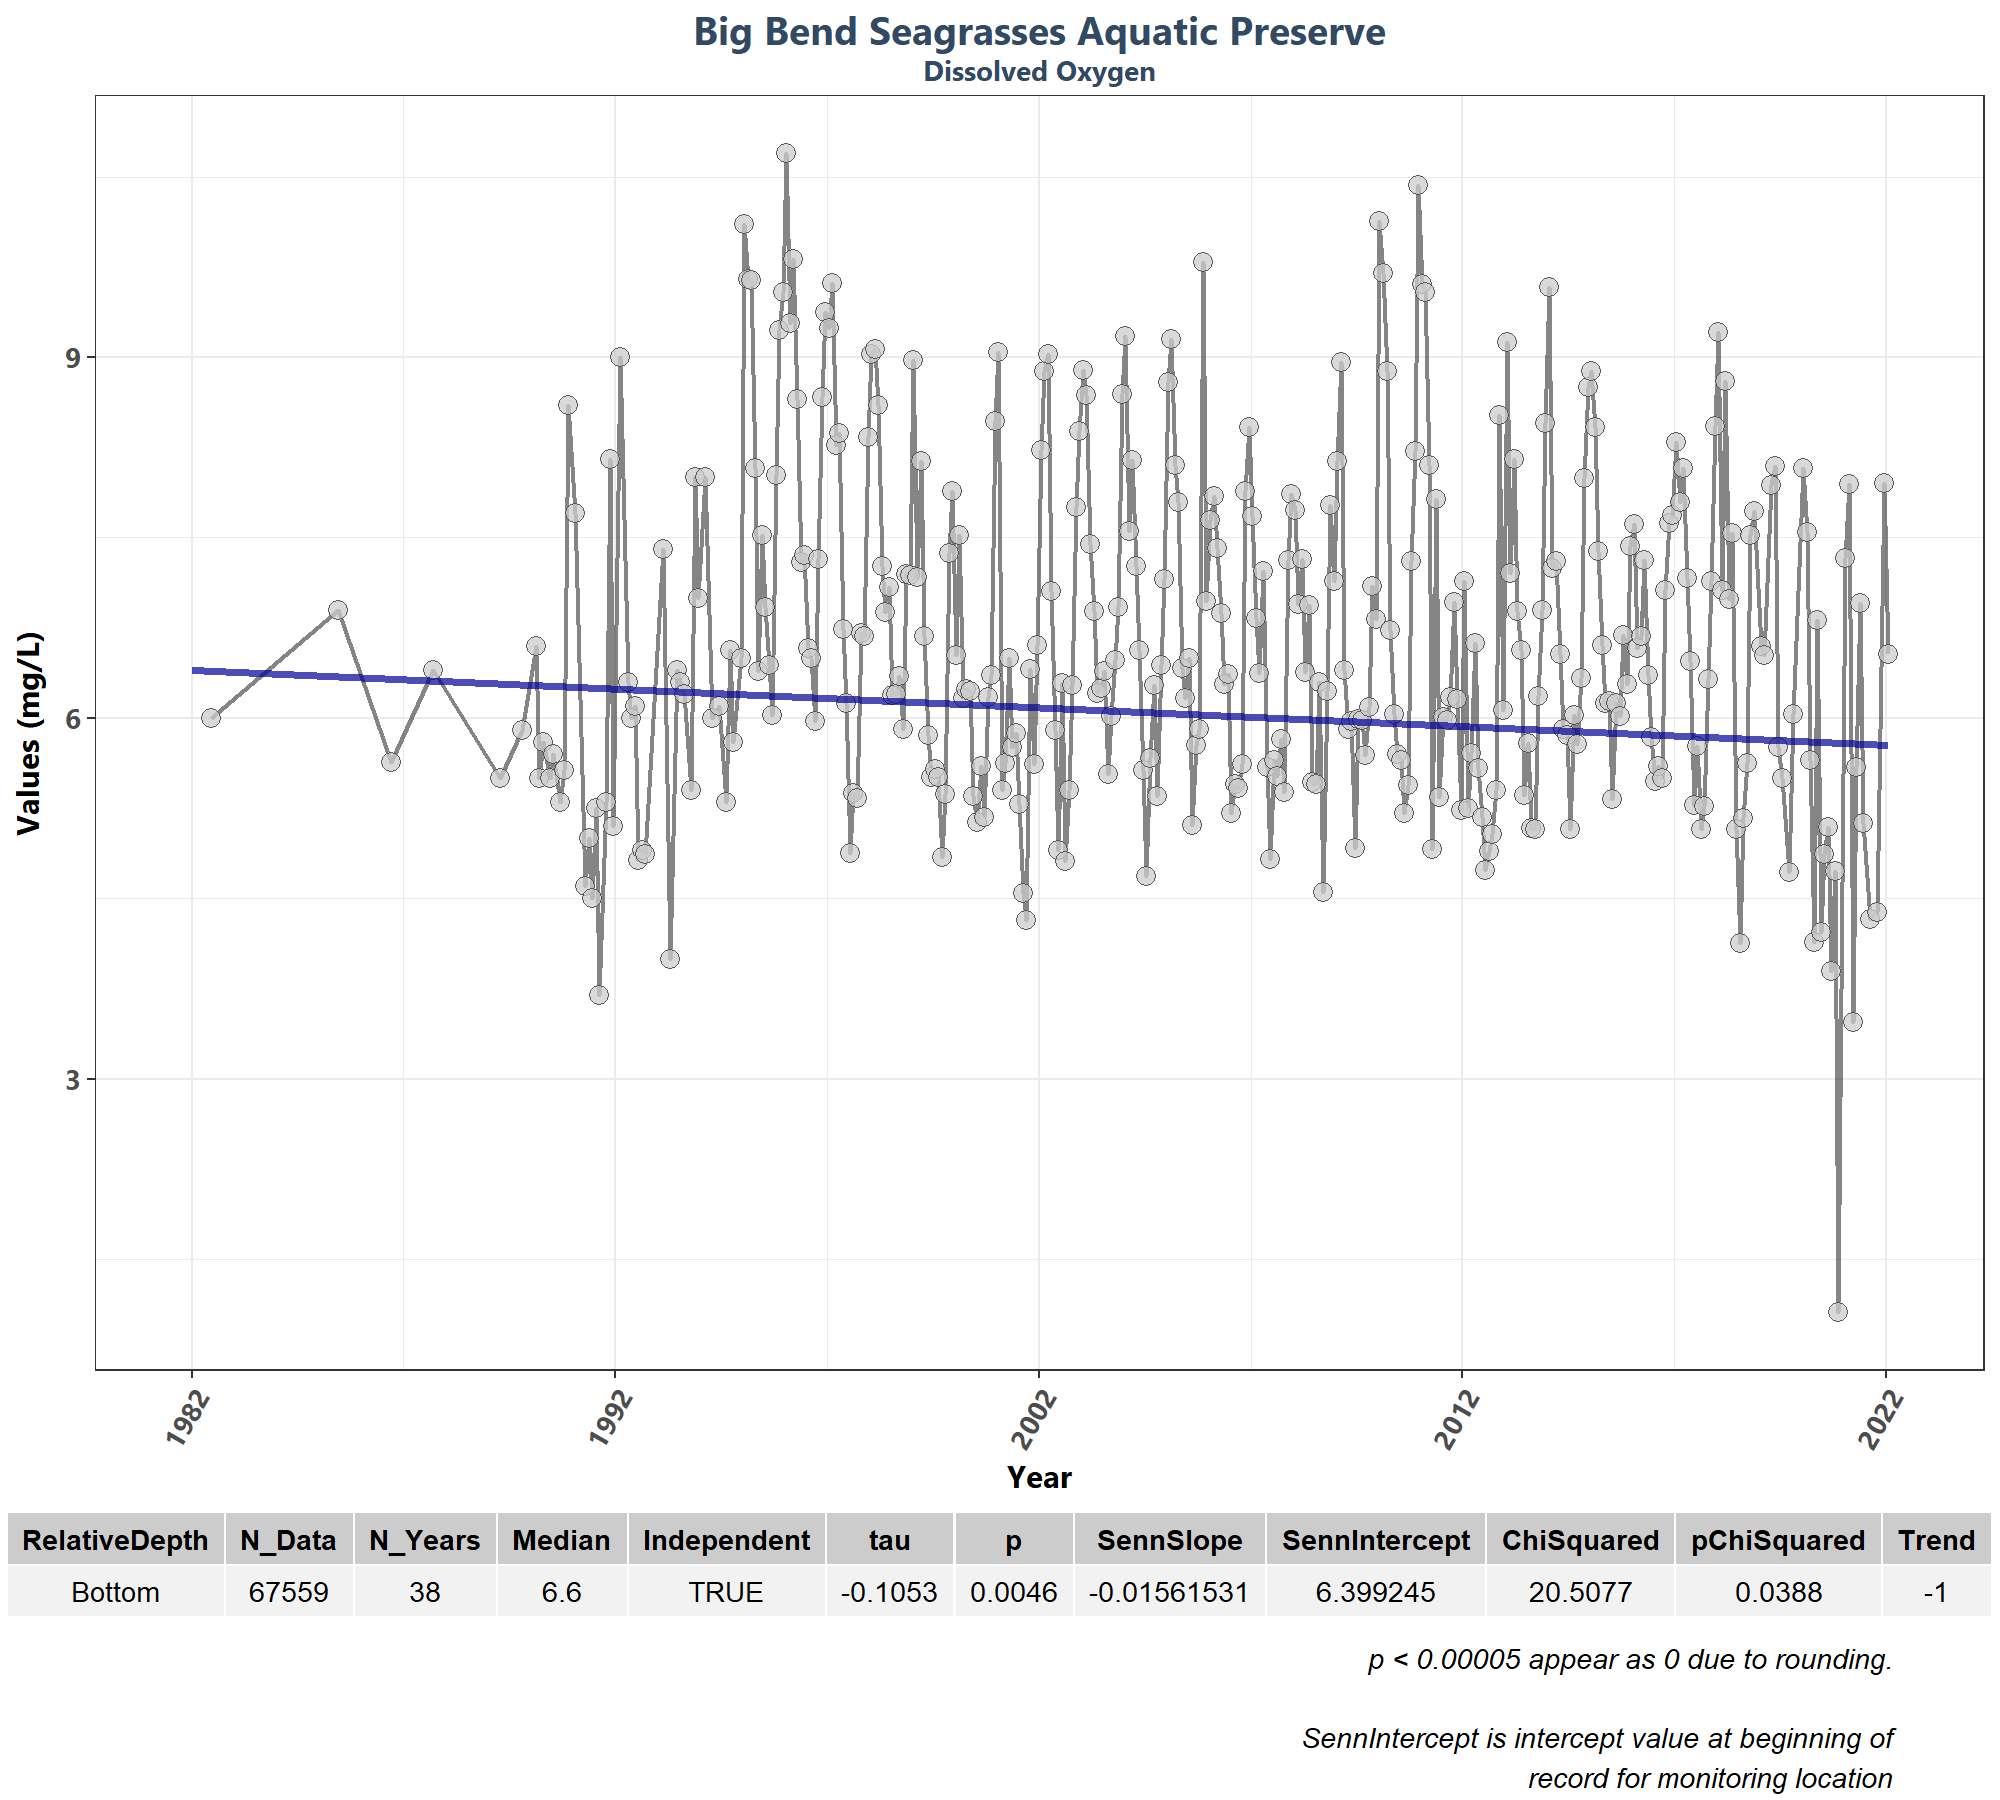 Big Bend Seagrasses Aquatic Preserve
Dissolved Oxygen
Values (mg/L)
9
6
3
1982
1992
2002
2012
2022
Year
RelativeDepth N_Data N_Years Median Independent tau p SennSlope SennIntercept ChiSquared pChiSquared Trend
Bottom 67559 38 6.6 TRUE -0.1053 0.0046 -0.01561531 6.399245 20.5077 0.0388 -1
p < 0.00005 appear as 0 due to rounding.
SennIntercept is intercept value at beginning of
record for monitoring location